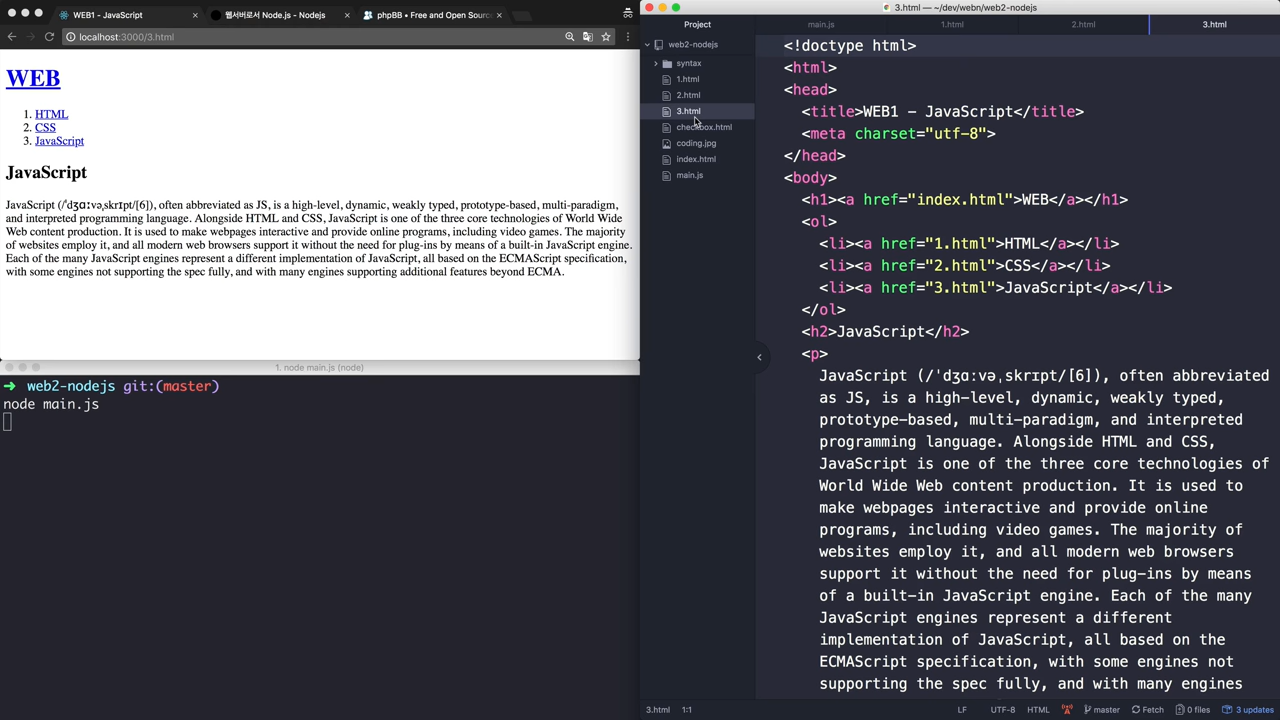 WEB1 - JavaScript
웹서버로서 Node.js - Nodejs
phpBB • Free and Open Sourc
localhost:3000/3.html
WEB
1. HTML
2. CSS
3. JavaScript
JavaScript
JavaScript (/ˈdʒɑːvəˌskrɪpt/[6]), often abbreviated as JS, is a high-level, dynamic, weakly typed, prototype-based, multi-paradigm,
and interpreted programming language. Alongside HTML and CSS, JavaScript is one of the three core technologies of World Wide
Web content production. It is used to make webpages interactive and provide online programs, including video games. The majority
of websites employ it, and all modern web browsers support it without the need for plug-ins by means of a built-in JavaScript engine.
Each of the many JavaScript engines represent a different implementation of JavaScript, all based on the ECMAScript specification,
with some engines not supporting the spec fully, and with many engines supporting additional features beyond ECMA.
1. node main.js (node)
➜ web2-nodejs git:(master)
node main.js
3.html — ~/dev/webn/web2-nodejs
Project
main.js
1.html
2.html
3.html
web2-nodejs
syntax
1.html
2.html
3.html
checkbox.html
coding.jpg
index.html
main.js
<!doctype html>
<html>
<head>
<title>WEB1 - JavaScript</title>
<meta charset="utf-8">
</head>
<body>
<h1><a href="index.html">WEB</a></h1>
<ol>
<li><a href="1.html">HTML</a></li>
<li><a href="2.html">CSS</a></li>
<li><a href="3.html">JavaScript</a></li>
</ol>
<h2>JavaScript</h2>
<p>
JavaScript (/ˈdʒɑːvəˌskrɪpt/[6]), often abbreviated
as JS, is a high-level, dynamic, weakly typed,
prototype-based, multi-paradigm, and interpreted
programming language. Alongside HTML and CSS,
JavaScript is one of the three core technologies of
World Wide Web content production. It is used to
make webpages interactive and provide online
programs, including video games. The majority of
websites employ it, and all modern web browsers
support it without the need for plug-ins by means
of a built-in JavaScript engine. Each of the many
JavaScript engines represent a different
implementation of JavaScript, all based on the
ECMAScript specification, with some engines not
supporting the spec fully, and with many engines
3.html 1:1
LF UTF-8 HTML master Fetch 0 files 3 updates